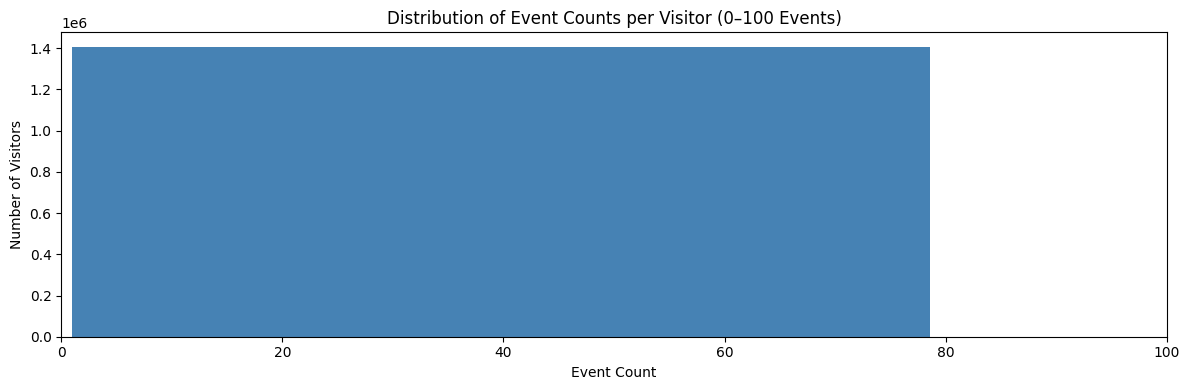 Distribution of Event Counts per Visitor (0–100 Events)
1e6
1.4
1.2
1.0
0.8
0.6
0.4
0.2
0.0
Number of Visitors
0 20 40 60 80 100
Event Count